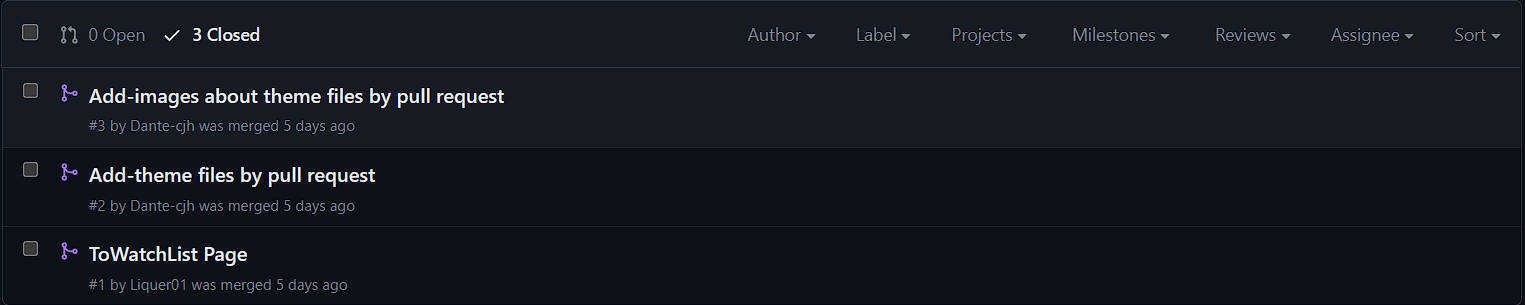 0 Open 3 Closed Author Label Projects Milestones Reviews Assignee Sort
Add-images about theme files by pull request
#3 by Dante-cjh was merged 5 days ago
Add-theme files by pull request
#2 by Dante-cjh was merged 5 days ago
ToWatchList Page
#1 by Liquer01 was merged 5 days ago